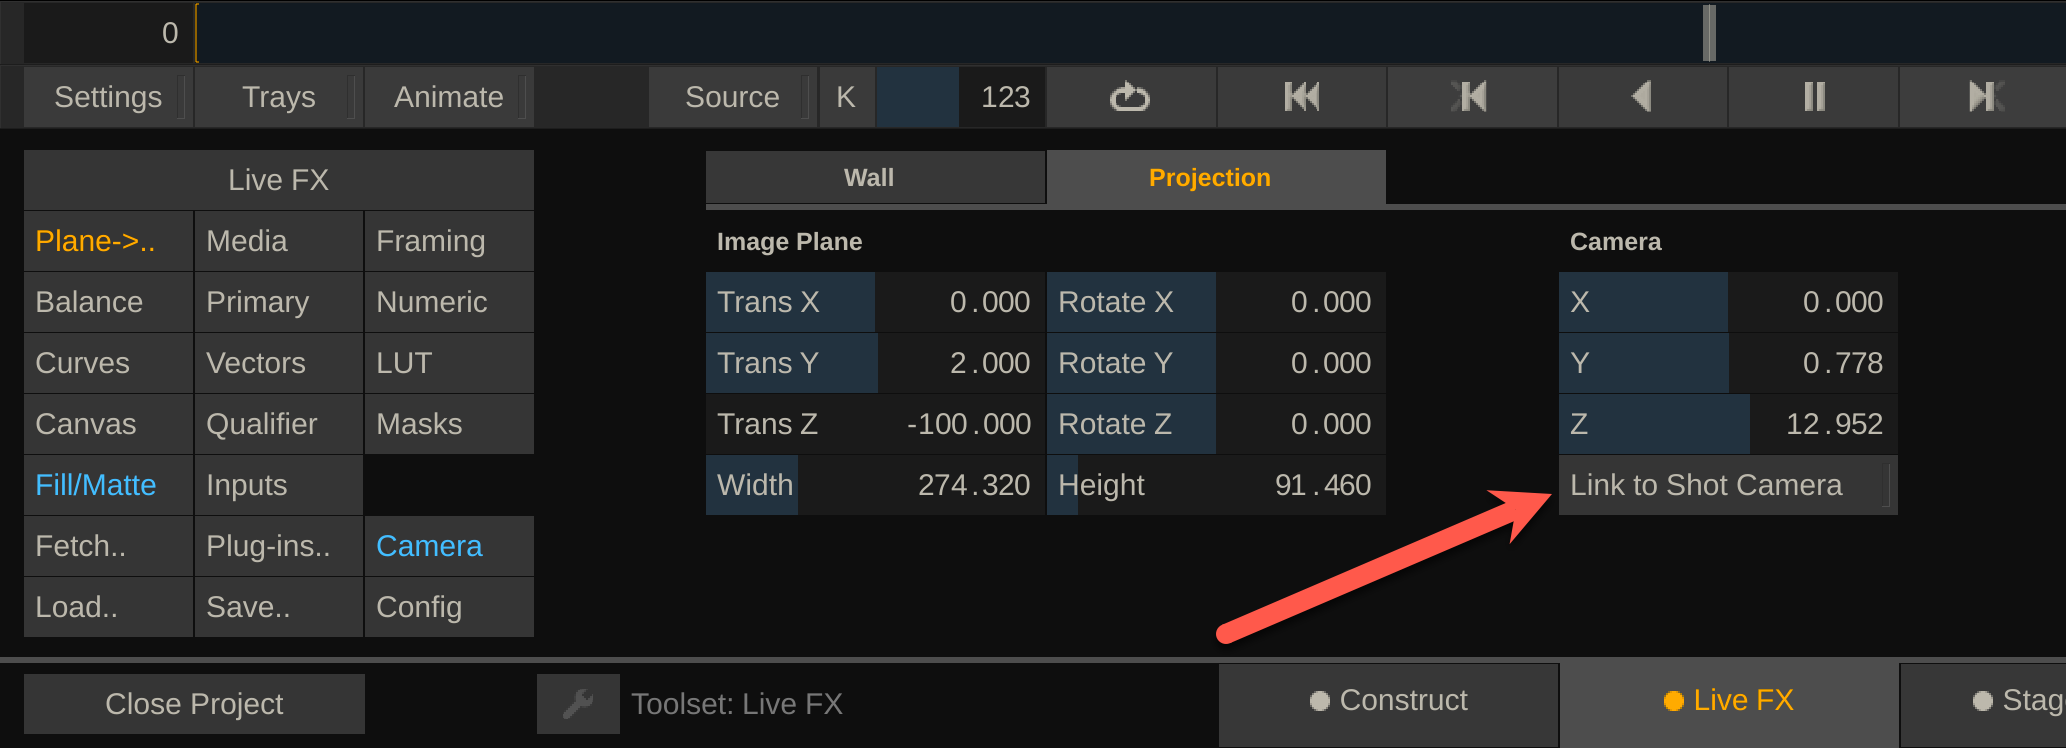 0
Settings Trays Animate Source K 123
Live FX
Wall Projection
Plane->.. Media Framing Image Plane Camera
Balance Primary Numeric Trans X 0.000 Rotate X 0.000 X 0.000
Curves Vectors LUT Trans Y 2.000 Rotate Y 0.000 Y 0.778
Canvas Qualifier Masks Trans Z -100.000 Rotate Z 0.000 Z 12.952
Fill/Matte Inputs Width 274.320 Height 91.460 Link to Shot Camera
Fetch.. Plug-ins.. Camera
Load.. Save.. Config
Close Project Toolset: Live FX Construct Live FX Stag